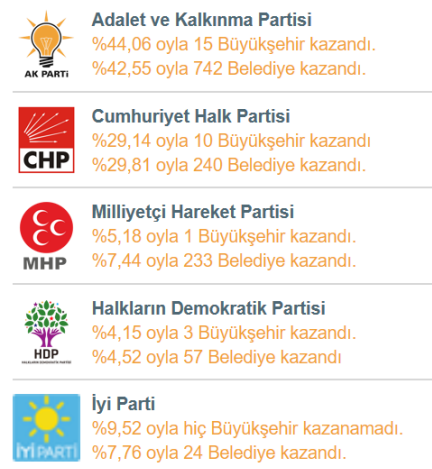 Adalet ve Kalkınma Partisi
%44,06 oyla 15 Büyükşehir kazandı.
%42,55 oyla 742 Belediye kazandı.
AK PARTi
Cumhuriyet Halk Partisi
%29,14 oyla 10 Büyükşehir kazandı
%29,81 oyla 240 Belediye kazandı.
CHP
Milliyetçi Hareket Partisi
%5,18 oyla 1 Büyükşehir kazandı.
%7,44 oyla 233 Belediye kazandı.
MHP
Halkların Demokratik Partisi
%4,15 oyla 3 Büyükşehir kazandı.
%4,52 oyla 57 Belediye kazandı
HDP
HALKLARIN DEMOKRATİK PARTİSİ
İyi Parti
%9,52 oyla hiç Büyükşehir kazanamadı.
%7,76 oyla 24 Belediye kazandı.
İYİ PARTİ